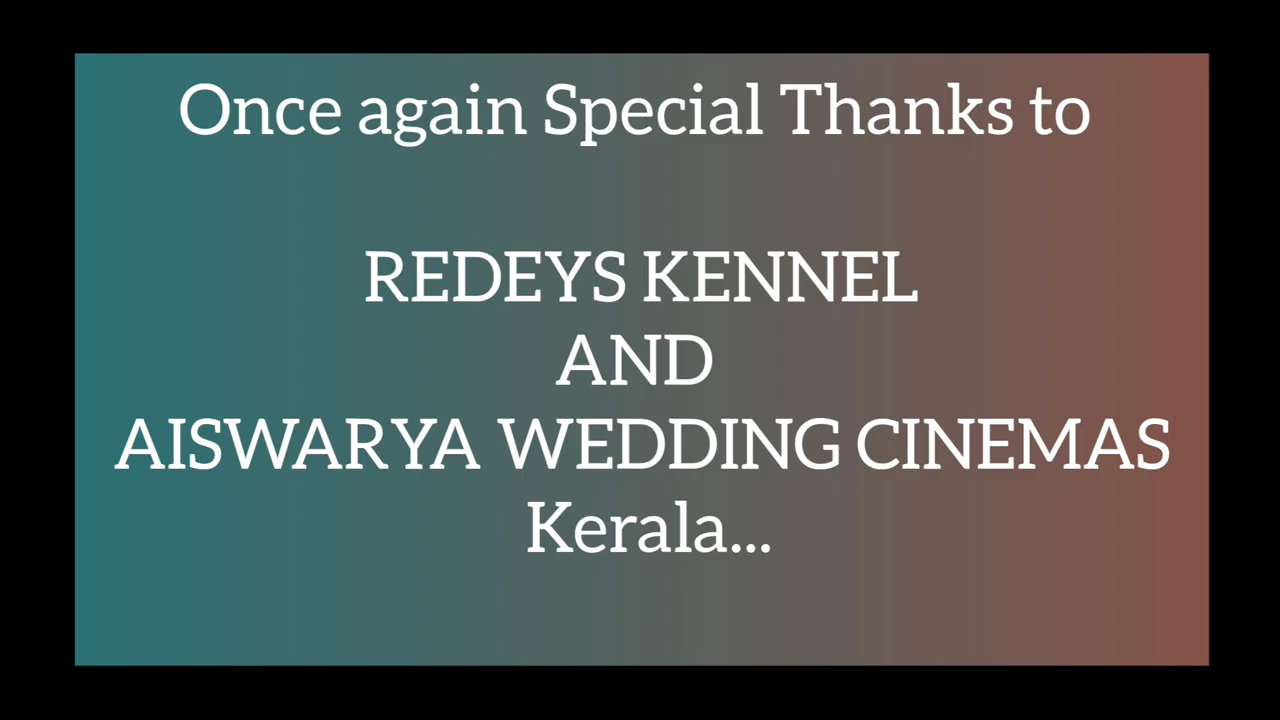 Once again Special Thanks to
REDEYS KENNEL
AND
AISWARYA WEDDING CINEMAS
Kerala...